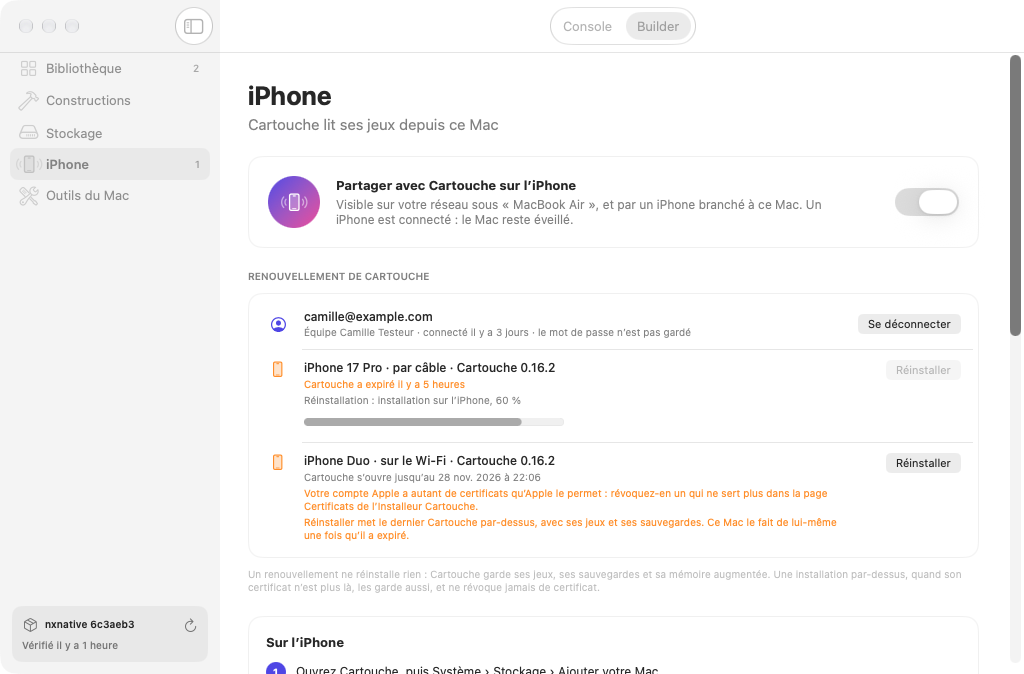 Console
Builder
Bibliothèque 2
Constructions
Stockage
iPhone 1
Outils du Mac
nxnative 6c3aeb3
Vérifié il y a 1 heure
iPhone
Cartouche lit ses jeux depuis ce Mac
Partager avec Cartouche sur l’iPhone
Visible sur votre réseau sous « MacBook Air », et par un iPhone branché à ce Mac. Un
iPhone est connecté : le Mac reste éveillé.
RENOUVELLEMENT DE CARTOUCHE
camille@example.com
Équipe Camille Testeur · connecté il y a 3 jours · le mot de passe n’est pas gardé
Se déconnecter
iPhone 17 Pro · par câble · Cartouche 0.16.2
Cartouche a expiré il y a 5 heures
Réinstallation : installation sur l’iPhone, 60 %
Réinstaller
iPhone Duo · sur le Wi-Fi · Cartouche 0.16.2
Cartouche s’ouvre jusqu’au 28 nov. 2026 à 22:06
Votre compte Apple a autant de certificats qu’Apple le permet : révoquez-en un qui ne sert plus dans la page
Certificats de l’Installeur Cartouche.
Réinstaller met le dernier Cartouche par-dessus, avec ses jeux et ses sauvegardes. Ce Mac le fait de lui-même
une fois qu’il a expiré.
Réinstaller
Un renouvellement ne réinstalle rien : Cartouche garde ses jeux, ses sauvegardes et sa mémoire augmentée. Une installation par-dessus, quand son
certificat n’est plus là, les garde aussi, et ne révoque jamais de certificat.
Sur l’iPhone
1 Ouvrez Cartouche, puis Système › Stockage › Ajouter votre Mac